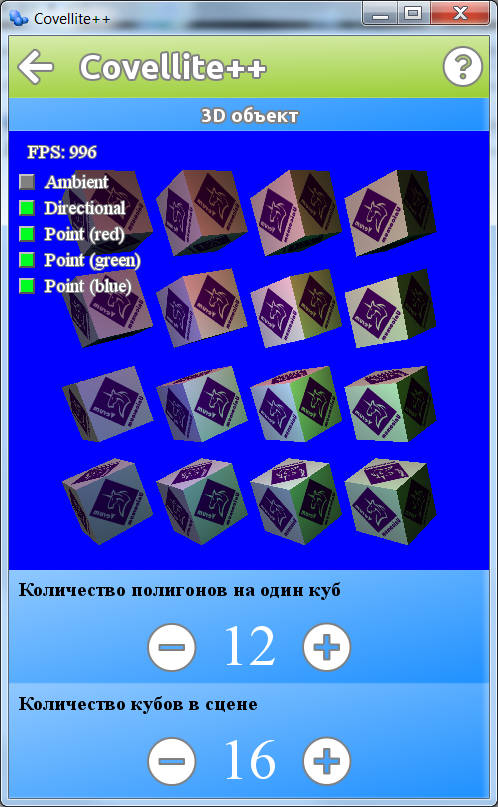 Covellite++
Covellite++
3D объект
FPS: 996
Ambient
Directional
Point (red)
Point (green)
Point (blue)
Количество полигонов на один куб
12
Количество кубов в сцене
16